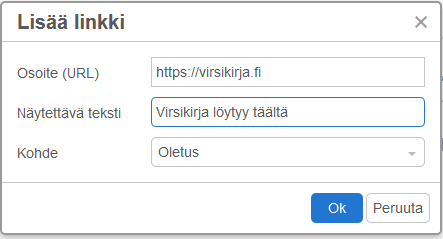 Lisää linkki
Osoite (URL) https://virsikirja.fi
Näytettävä teksti Virsikirja löytyy täältä
Kohde Oletus
Ok Peruuta